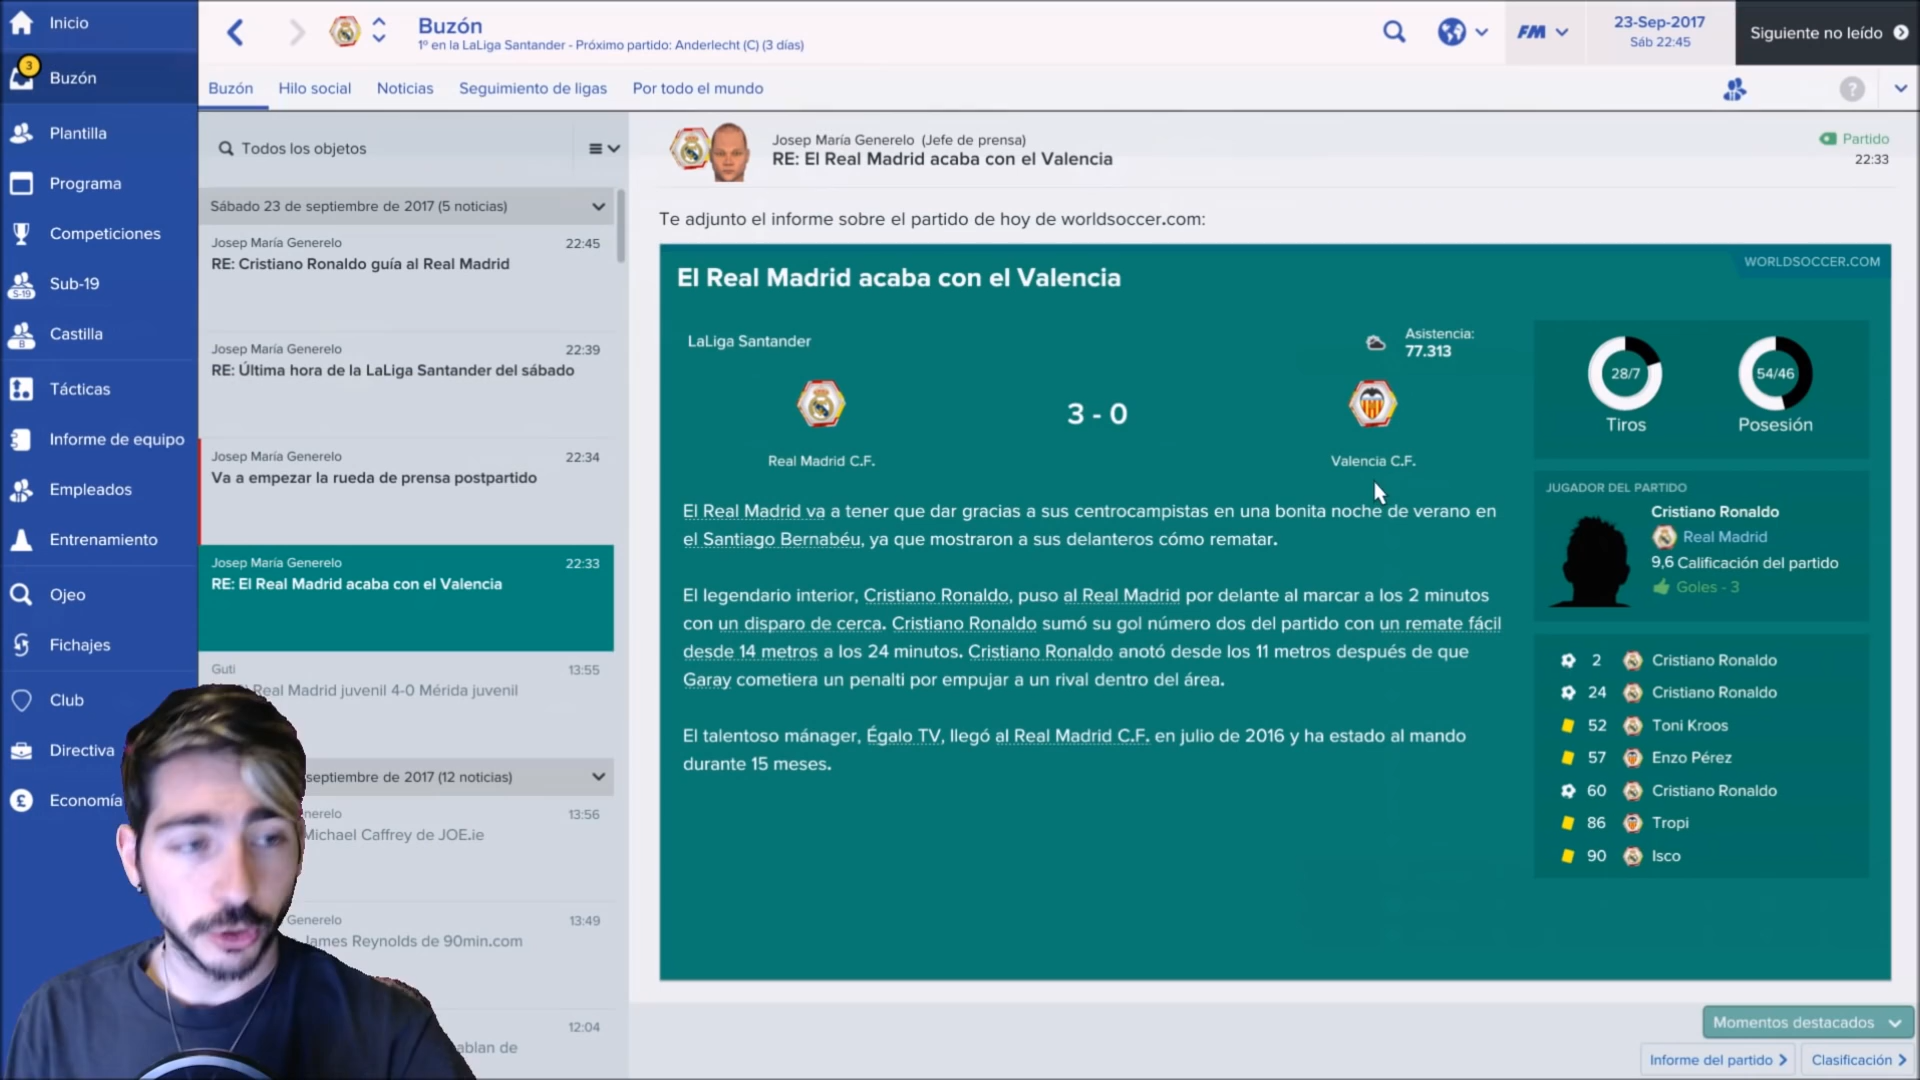 Inicio
3
Buzón
Plantilla
Programa
Competiciones
S-19
Sub-19
B
Castilla
Tácticas
Informe de equipo
Empleados
Entrenamiento
Ojeo
Fichajes
Club
Directiva
Economía
Buzón
1º en la LaLiga Santander - Próximo partido: Anderlecht (C) (3 días)
FM
23-Sep-2017
Sáb 22:45
Siguiente no leído
Buzón
Hilo social
Noticias
Seguimiento de ligas
Por todo el mundo
?
Todos los objetos
Sábado 23 de septiembre de 2017 (5 noticias)
Josep María Generelo 22:45
RE: Cristiano Ronaldo guía al Real Madrid
Josep María Generelo 22:39
RE: Última hora de la LaLiga Santander del sábado
Josep María Generelo 22:34
Va a empezar la rueda de prensa postpartido
Josep María Generelo 22:33
RE: El Real Madrid acaba con el Valencia
Guti 13:55
Real Madrid juvenil 4-0 Mérida juvenil
septiembre de 2017 (12 noticias)
nerelo 13:56
Michael Caffrey de JOE.ie
Generelo 13:49
James Reynolds de 90min.com
12:04
ablan de
Josep María Generelo (Jefe de prensa)
RE: El Real Madrid acaba con el Valencia
Partido
22:33
Te adjunto el informe sobre el partido de hoy de worldsoccer.com:
WORLDSOCCER.COM
El Real Madrid acaba con el Valencia
LaLiga Santander
Asistencia:
77.313
3 - 0
Real Madrid C.F.
Valencia C.F.
El Real Madrid va a tener que dar gracias a sus centrocampistas en una bonita noche de verano en
el Santiago Bernabéu, ya que mostraron a sus delanteros cómo rematar.
El legendario interior, Cristiano Ronaldo, puso al Real Madrid por delante al marcar a los 2 minutos
con un disparo de cerca. Cristiano Ronaldo sumó su gol número dos del partido con un remate fácil
desde 14 metros a los 24 minutos. Cristiano Ronaldo anotó desde los 11 metros después de que
Garay cometiera un penalti por empujar a un rival dentro del área.
El talentoso mánager, Égalo TV, llegó al Real Madrid C.F. en julio de 2016 y ha estado al mando
durante 15 meses.
28/7
Tiros
54/46
Posesión
JUGADOR DEL PARTIDO
Cristiano Ronaldo
Real Madrid
9,6 Calificación del partido
Goles - 3
2 Cristiano Ronaldo
24 Cristiano Ronaldo
52 Toni Kroos
57 Enzo Pérez
60 Cristiano Ronaldo
86 Tropi
90 Isco
Momentos destacados
Informe del partido
Clasificación